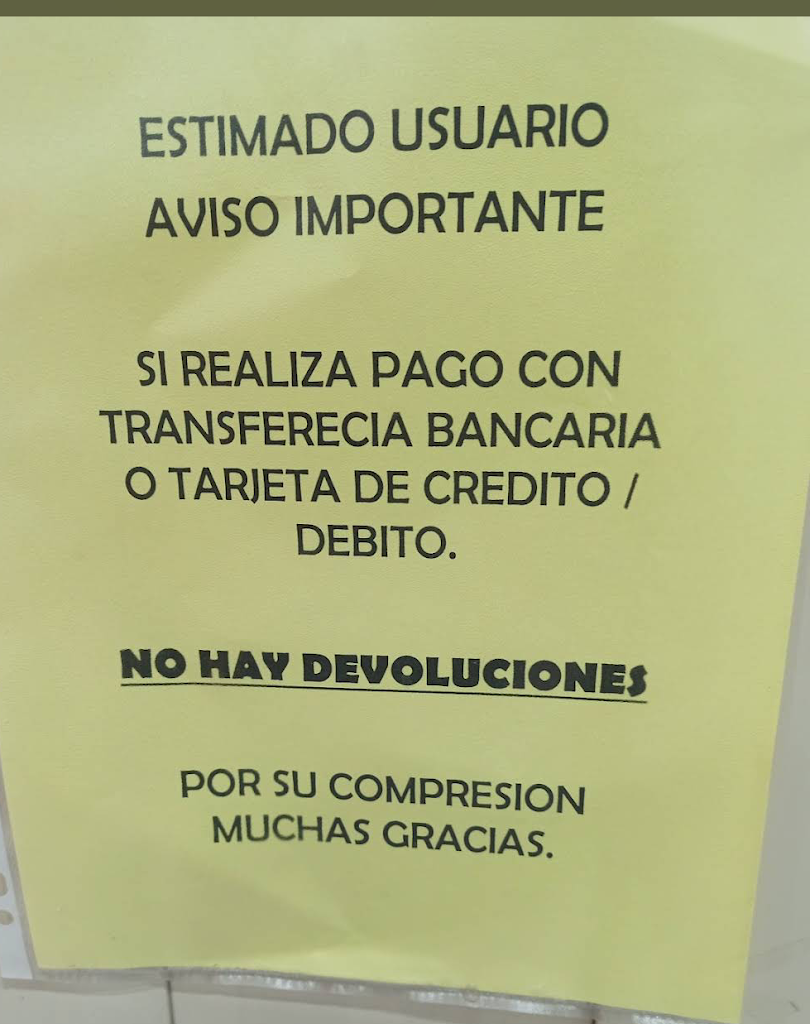 ESTIMADO USUARIO
AVISO IMPORTANTE
SI REALIZA PAGO CON
TRANSFERECIA BANCARIA
O TARJETA DE CREDITO /
DEBITO.
NO HAY DEVOLUCIONES
POR SU COMPRESION
MUCHAS GRACIAS.